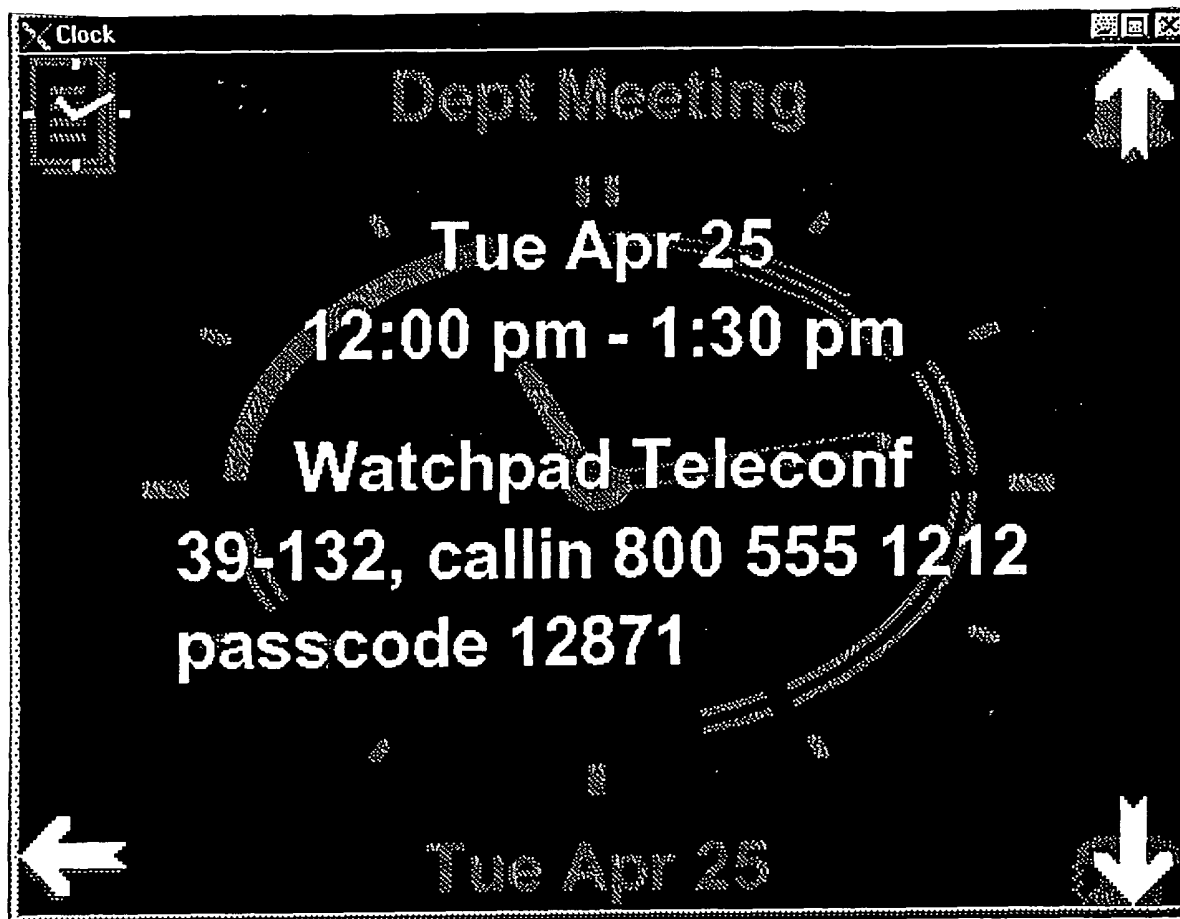 Clock
Dept Meeting
Tue Apr 25
12:00 pm - 1:30 pm
Watchpad Teleconf
39-132, callin 800 555 1212
passcode 12871
Tue Apr 25